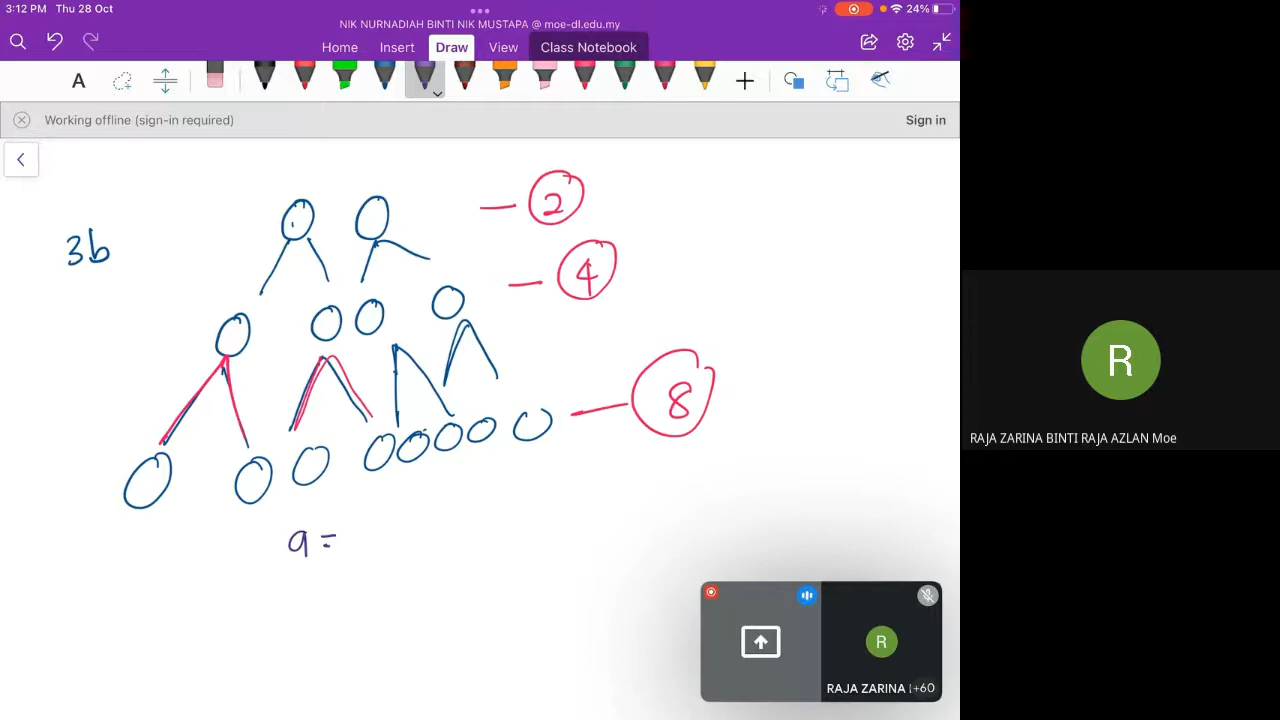 3:12 PM Thu 28 Oct
24%
NIK NURNADIAH BINTI NIK MUSTAPA @ moe-dl.edu.my
Home Insert Draw View Class Notebook
A
Working offline (sign-in required)
Sign in
3b
2
4
8
a =
R
RAJA ZARINA BINTI RAJA AZLAN Moe
R
RAJA ZARINA +60